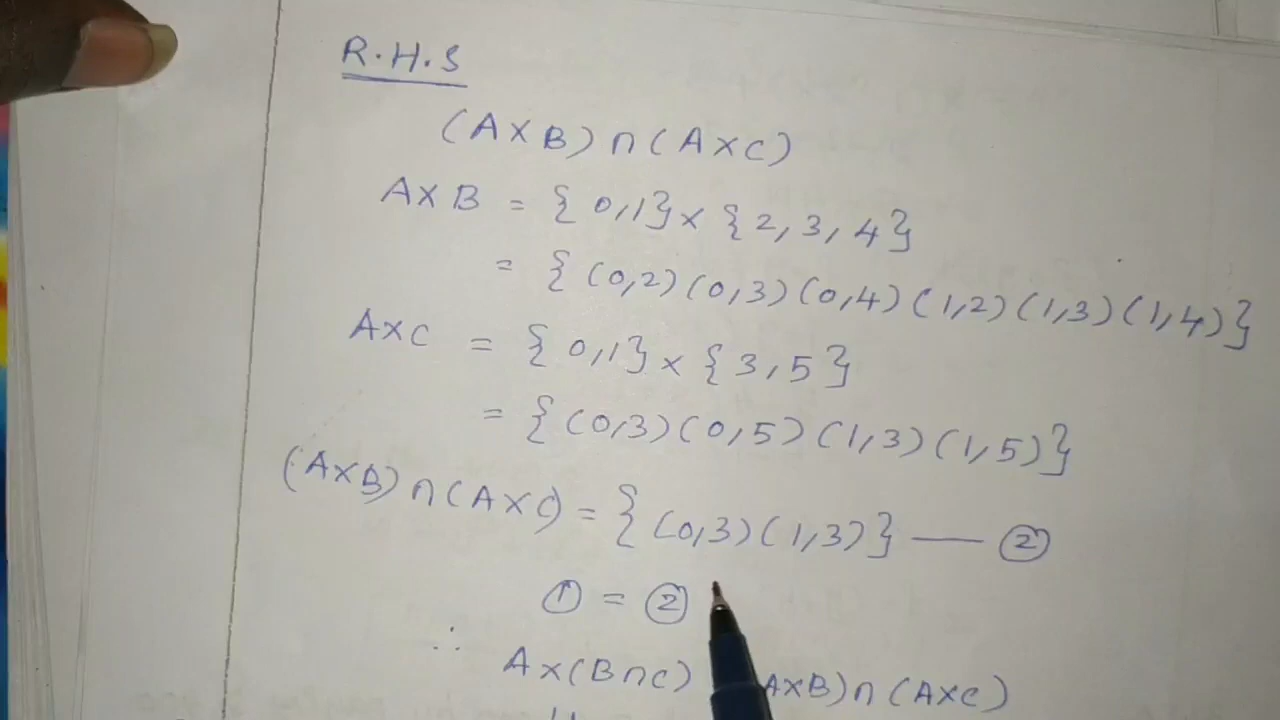 R.H.S
(A×B)∩(A×C)
A×B = {0,1}×{2,3,4}
= {(0,2)(0,3)(0,4)(1,2)(1,3)(1,4)}
A×C = {0,1}×{3,5}
= {(0,3)(0,5)(1,3)(1,5)}
(A×B)∩(A×C) = {(0,3)(1,3)} — ②
① = ②
∴
A×(B∩C) A×B)∩(A×C)